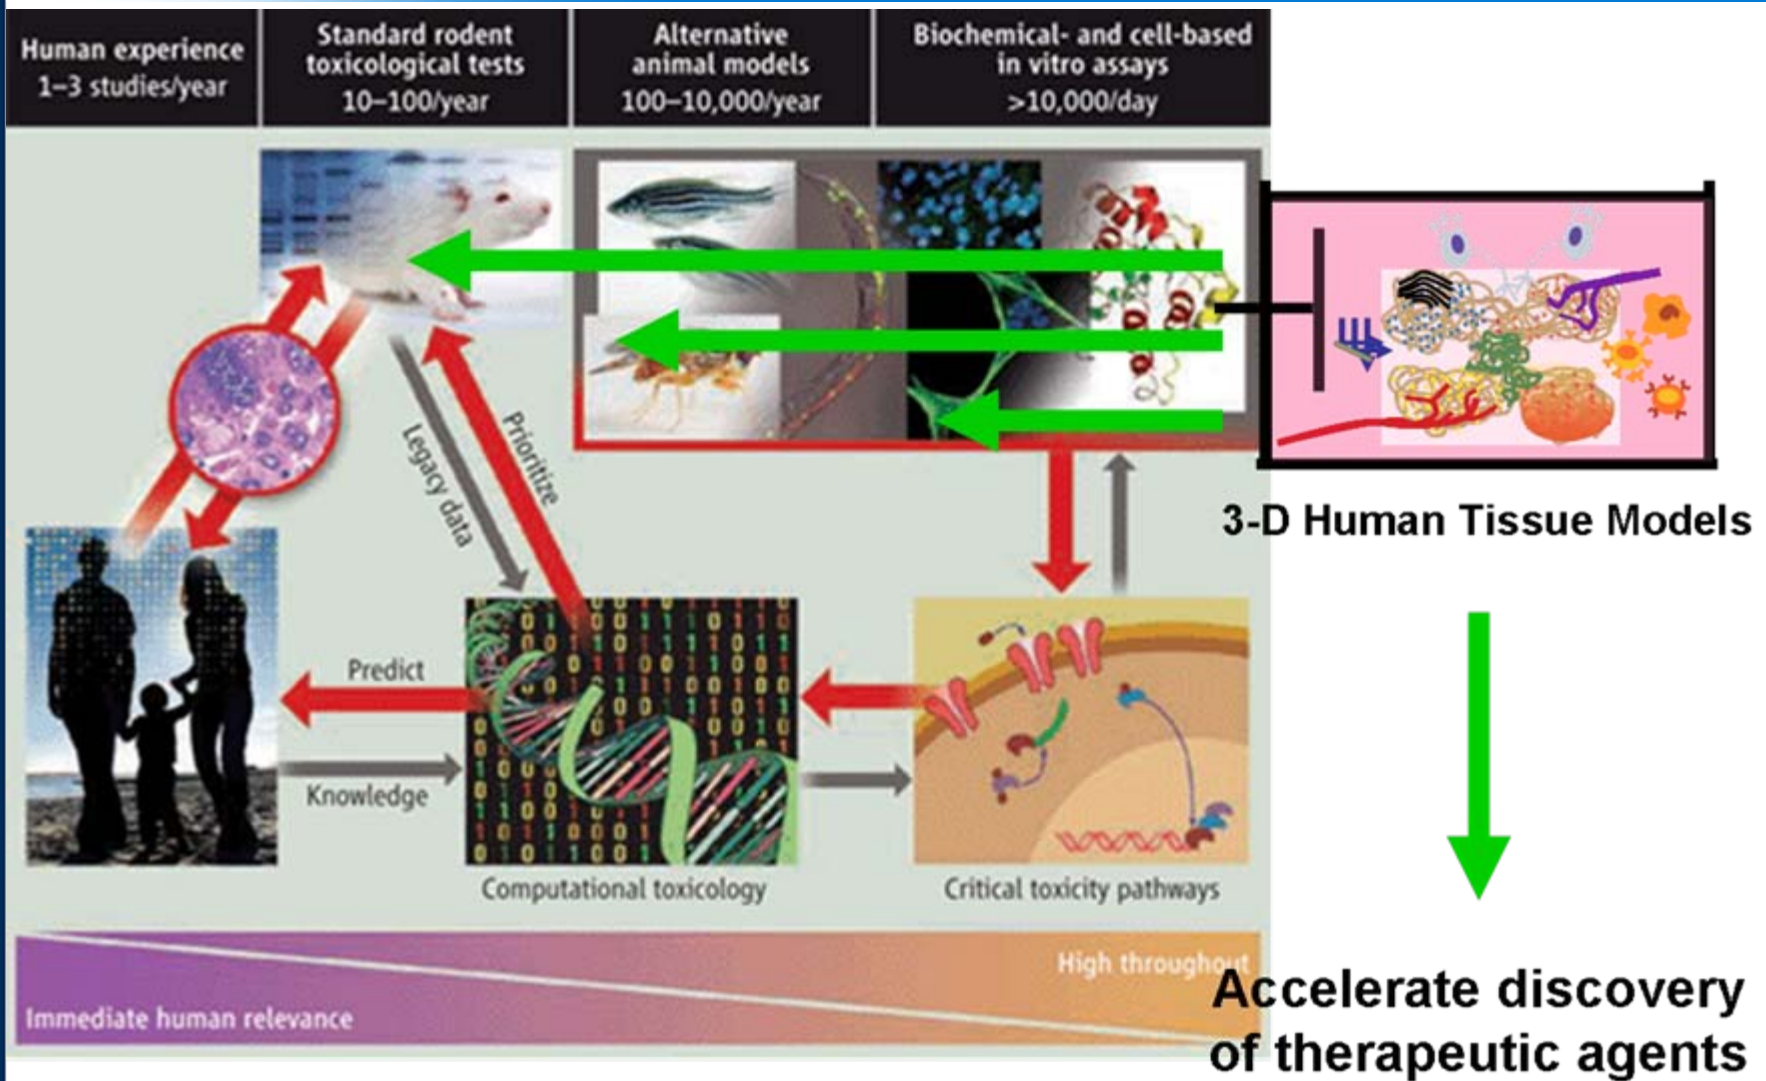 Human experience
1–3 studies/year
Standard rodent
toxicological tests
10–100/year
Alternative
animal models
100–10,000/year
Biochemical- and cell-based
in vitro assays
>10,000/day
Legacy data
Prioritize
3-D Human Tissue Models
Predict
Knowledge
Computational toxicology
Critical toxicity pathways
High throughout
Immediate human relevance
Accelerate discovery
of therapeutic agents